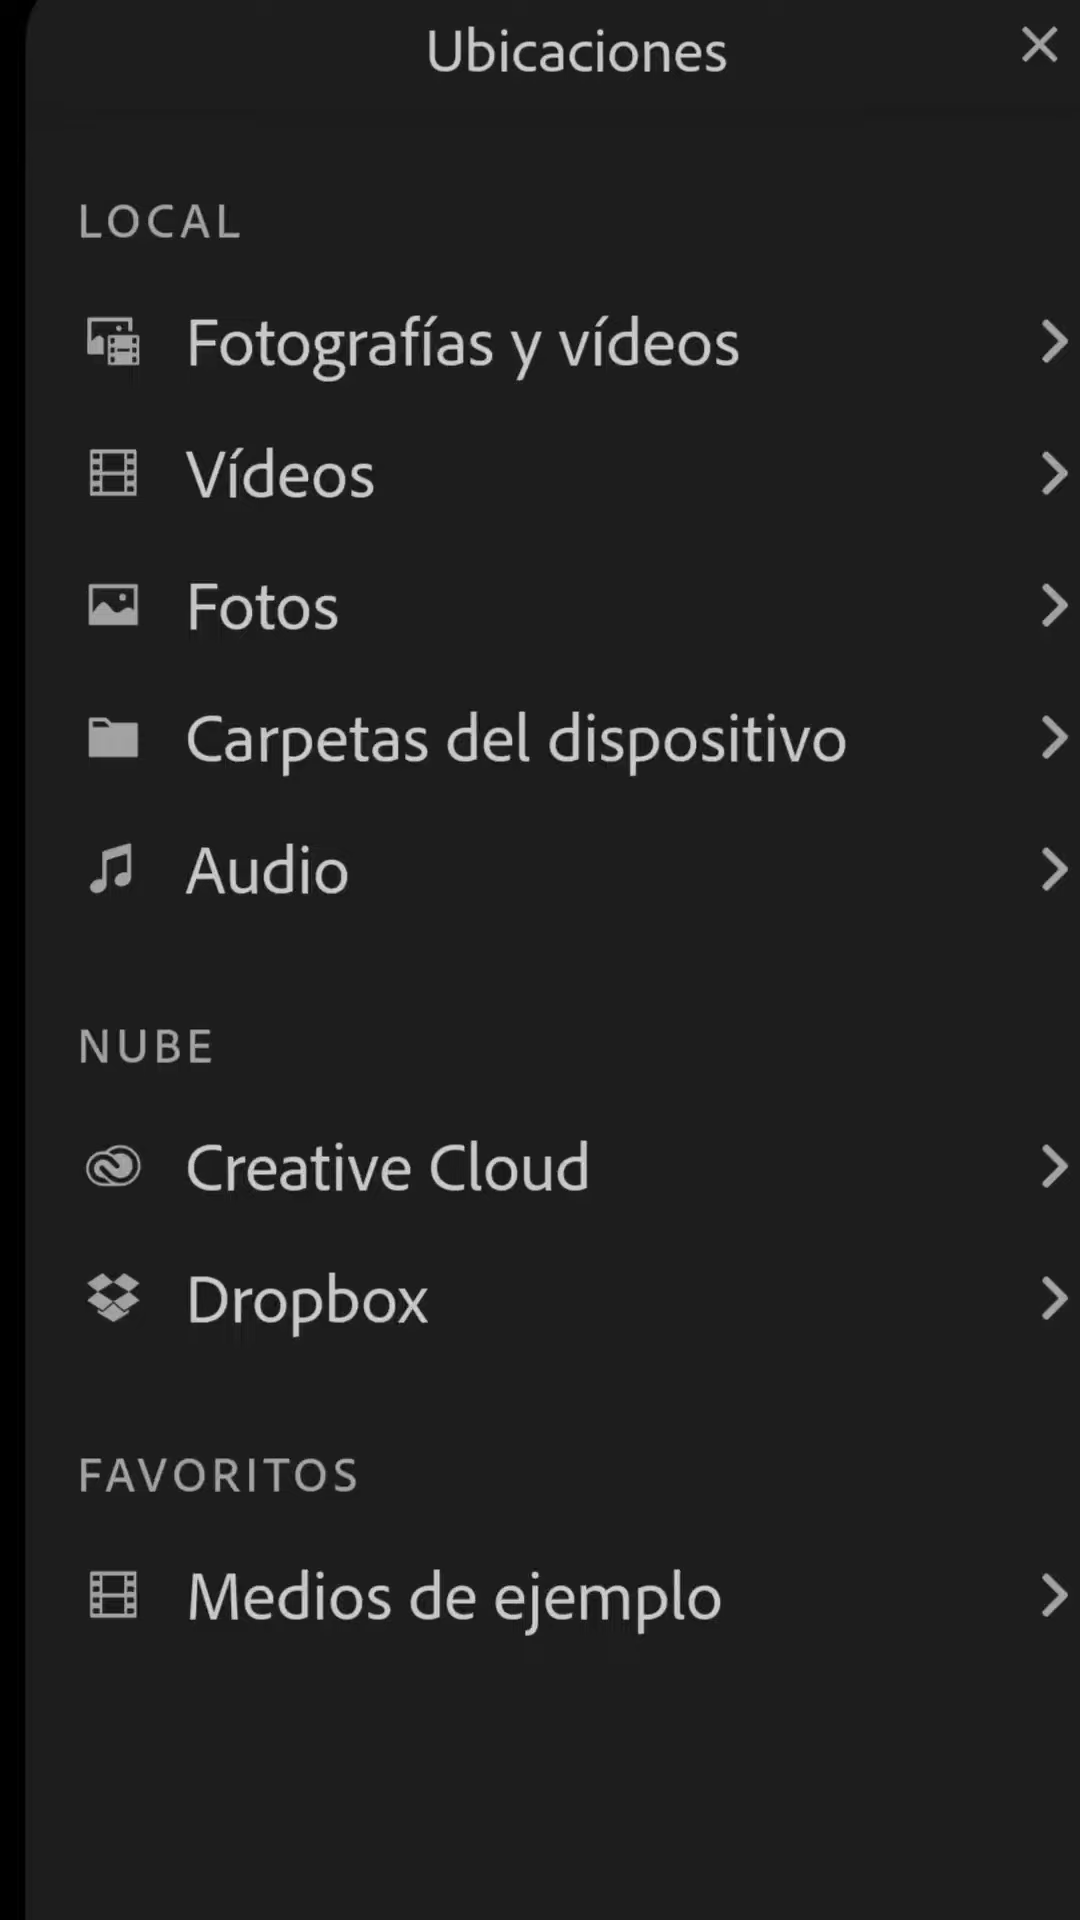 Ubicaciones
LOCAL
Fotografías y vídeos
Vídeos
Fotos
Carpetas del dispositivo
Audio
NUBE
Creative Cloud
Dropbox
FAVORITOS
Medios de ejemplo